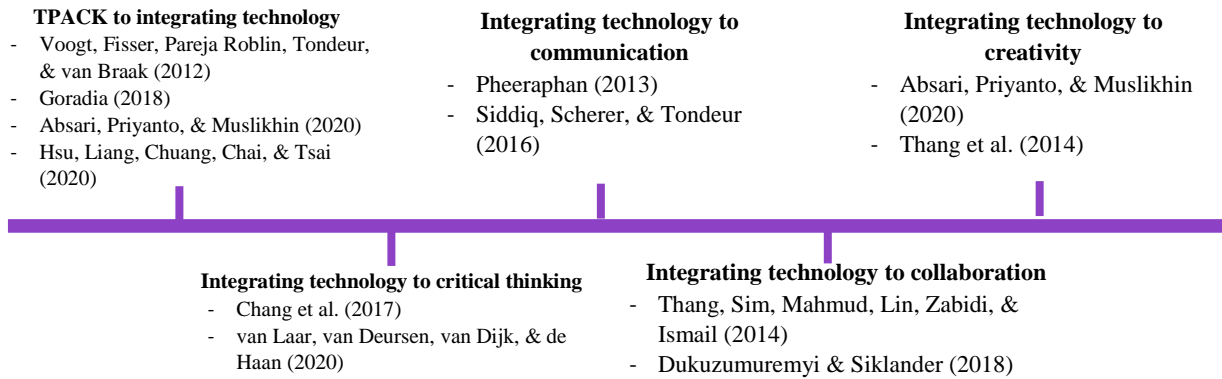 TPACK to integrating technology
- Voogt, Fisser, Pareja Roblin, Tondeur,
& van Braak (2012)
- Goradia (2018)
- Absari, Priyanto, & Muslikhin (2020)
- Hsu, Liang, Chuang, Chai, & Tsai
(2020)
Integrating technology to
communication
- Pheeraphan (2013)
- Siddiq, Scherer, & Tondeur
(2016)
Integrating technology to
creativity
- Absari, Priyanto, & Muslikhin
(2020)
- Thang et al. (2014)
Integrating technology to critical thinking
- Chang et al. (2017)
- van Laar, van Deursen, van Dijk, & de
Haan (2020)
Integrating technology to collaboration
- Thang, Sim, Mahmud, Lin, Zabidi, &
Ismail (2014)
- Dukuzumuremyi & Siklander (2018)